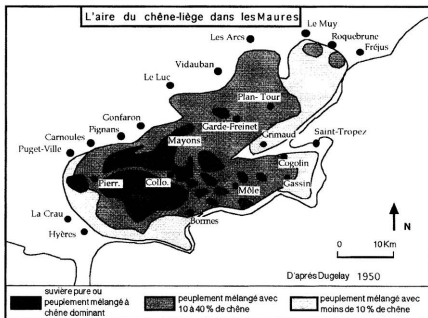 L'aire du chêne-liège dans lesMaures
Le Muy
Les Arcs
Roquebrune
Fréjus
Vidauban
Le Luc
Plan-Tour
Gonfaron
Garde-Freinet
Pignans
Mayons
Carnoules
Grimaud
Saint-Tropez
Puget-Ville
Cogolin
Pierr.
Collo.
Gassin
Môle
La Crau
Bormes
Hyères
N
0 10 Km
D'après Dugelay 1950
suvière pure ou
peuplement mélangé à
chêne dominant
peuplement mélangé avec
10 à 40 % de chêne
peuplement mélangé avec
moins de 10 % de chêne